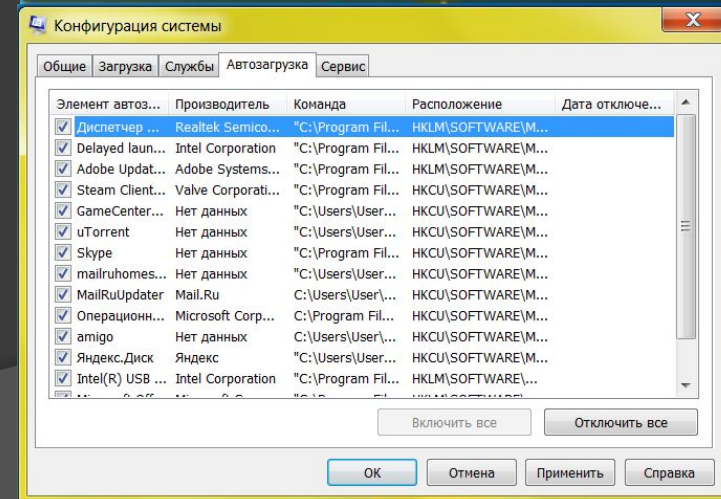 Конфигурация системы
Общие Загрузка Службы Автозагрузка Сервис
Элемент автоз... Производитель Команда Расположение Дата отключе...
Диспетчер ... Realtek Semico... "C:\Program Fil... HKLM\SOFTWARE\M...
Delayed laun... Intel Corporation "C:\Program Fil... HKLM\SOFTWARE\M...
Adobe Updat... Adobe Systems... "C:\Program Fil... HKLM\SOFTWARE\M...
Steam Client... Valve Corporati... "C:\Program Fil... HKCU\SOFTWARE\M...
GameCenter... Нет данных "C:\Users\User... HKCU\SOFTWARE\M...
uTorrent Нет данных "C:\Users\User... HKCU\SOFTWARE\M...
Skype Нет данных "C:\Program Fil... HKCU\SOFTWARE\M...
mailruhomes... Нет данных "C:\Users\User... HKCU\SOFTWARE\M...
MailRuUpdater Mail.Ru C:\Users\User\... HKCU\SOFTWARE\M...
Операционн... Microsoft Corp... C:\Program Fil... HKCU\SOFTWARE\M...
amigo Нет данных C:\Users\User\... HKCU\SOFTWARE\M...
Яндекс.Диск Яндекс "C:\Users\User... HKCU\SOFTWARE\M...
Intel(R) USB ... Intel Corporation "C:\Program Fil... HKLM\SOFTWARE\...
Включить все Отключить все
ОК Отмена Применить Справка